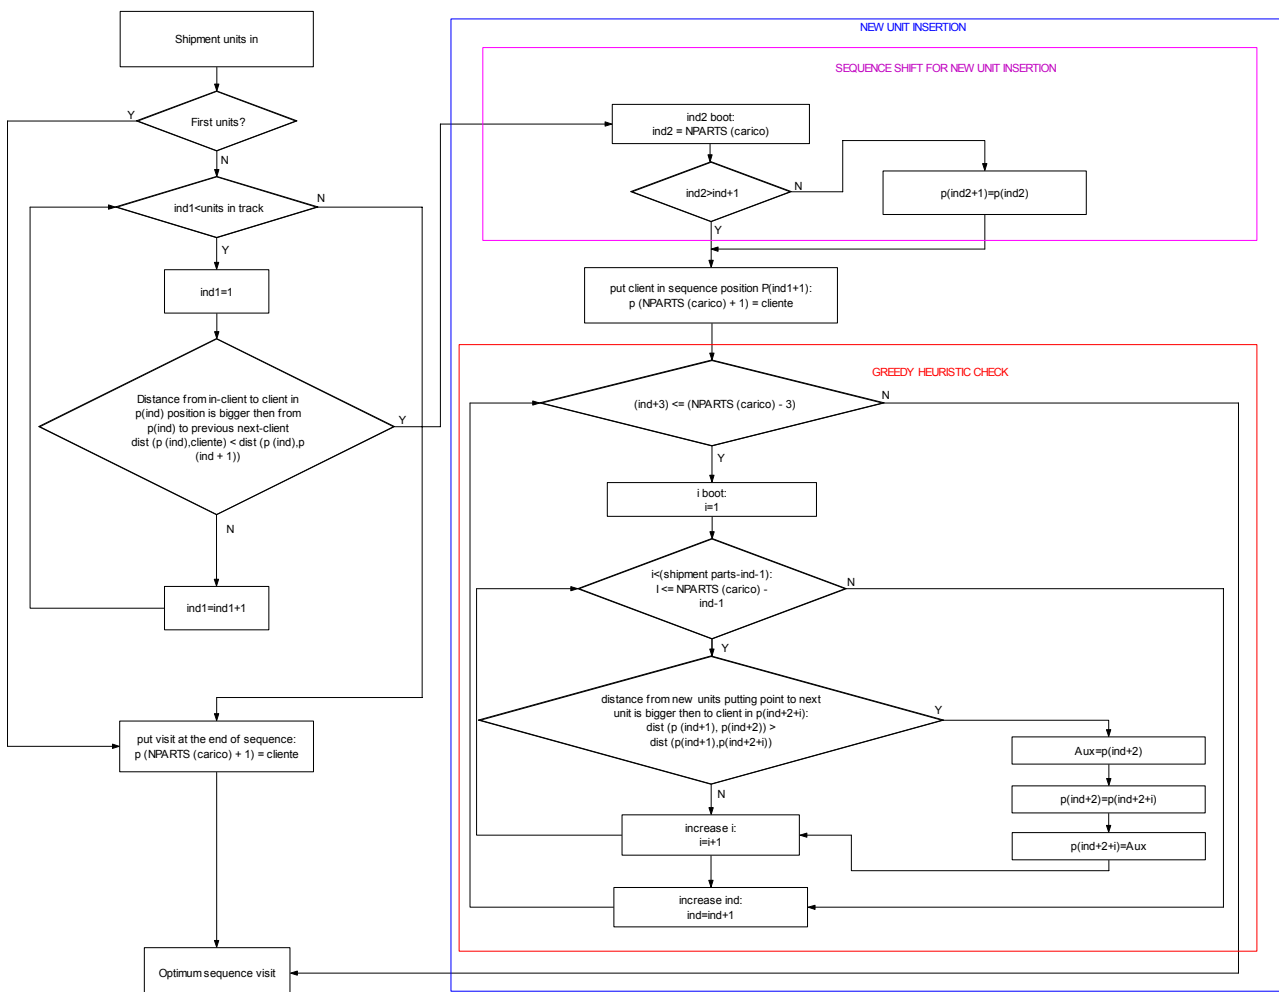 Shipment units in
First units?
Y
N
ind1<units in track
N
Y
ind1=1
Distance from in-client to client in
p(ind) position is bigger then from
p(ind) to previous next-client
dist (p (ind),cliente) < dist (p (ind),p
(ind + 1))
Y
N
ind1=ind1+1
put visit at the end of sequence:
p (NPARTS (carico) + 1) = cliente
Optimum sequence visit
NEW UNIT INSERTION
SEQUENCE SHIFT FOR NEW UNIT INSERTION
ind2 boot:
ind2 = NPARTS (carico)
ind2>ind+1
N
p(ind2+1)=p(ind2)
Y
put client in sequence position P(ind1+1):
p (NPARTS (carico) + 1) = cliente
GREEDY HEURISTIC CHECK
(ind+3) <= (NPARTS (carico) - 3)
N
Y
i boot:
i=1
i<(shipment parts-ind-1):
I <= NPARTS (carico) -
ind-1
N
Y
distance from new units putting point to next
unit is bigger then to client in p(ind+2+i):
dist (p (ind+1), p(ind+2)) >
dist (p(ind+1),p(ind+2+i))
Y
N
Aux=p(ind+2)
p(ind+2)=p(ind+2+i)
p(ind+2+i)=Aux
increase i:
i=i+1
increase ind:
ind=ind+1